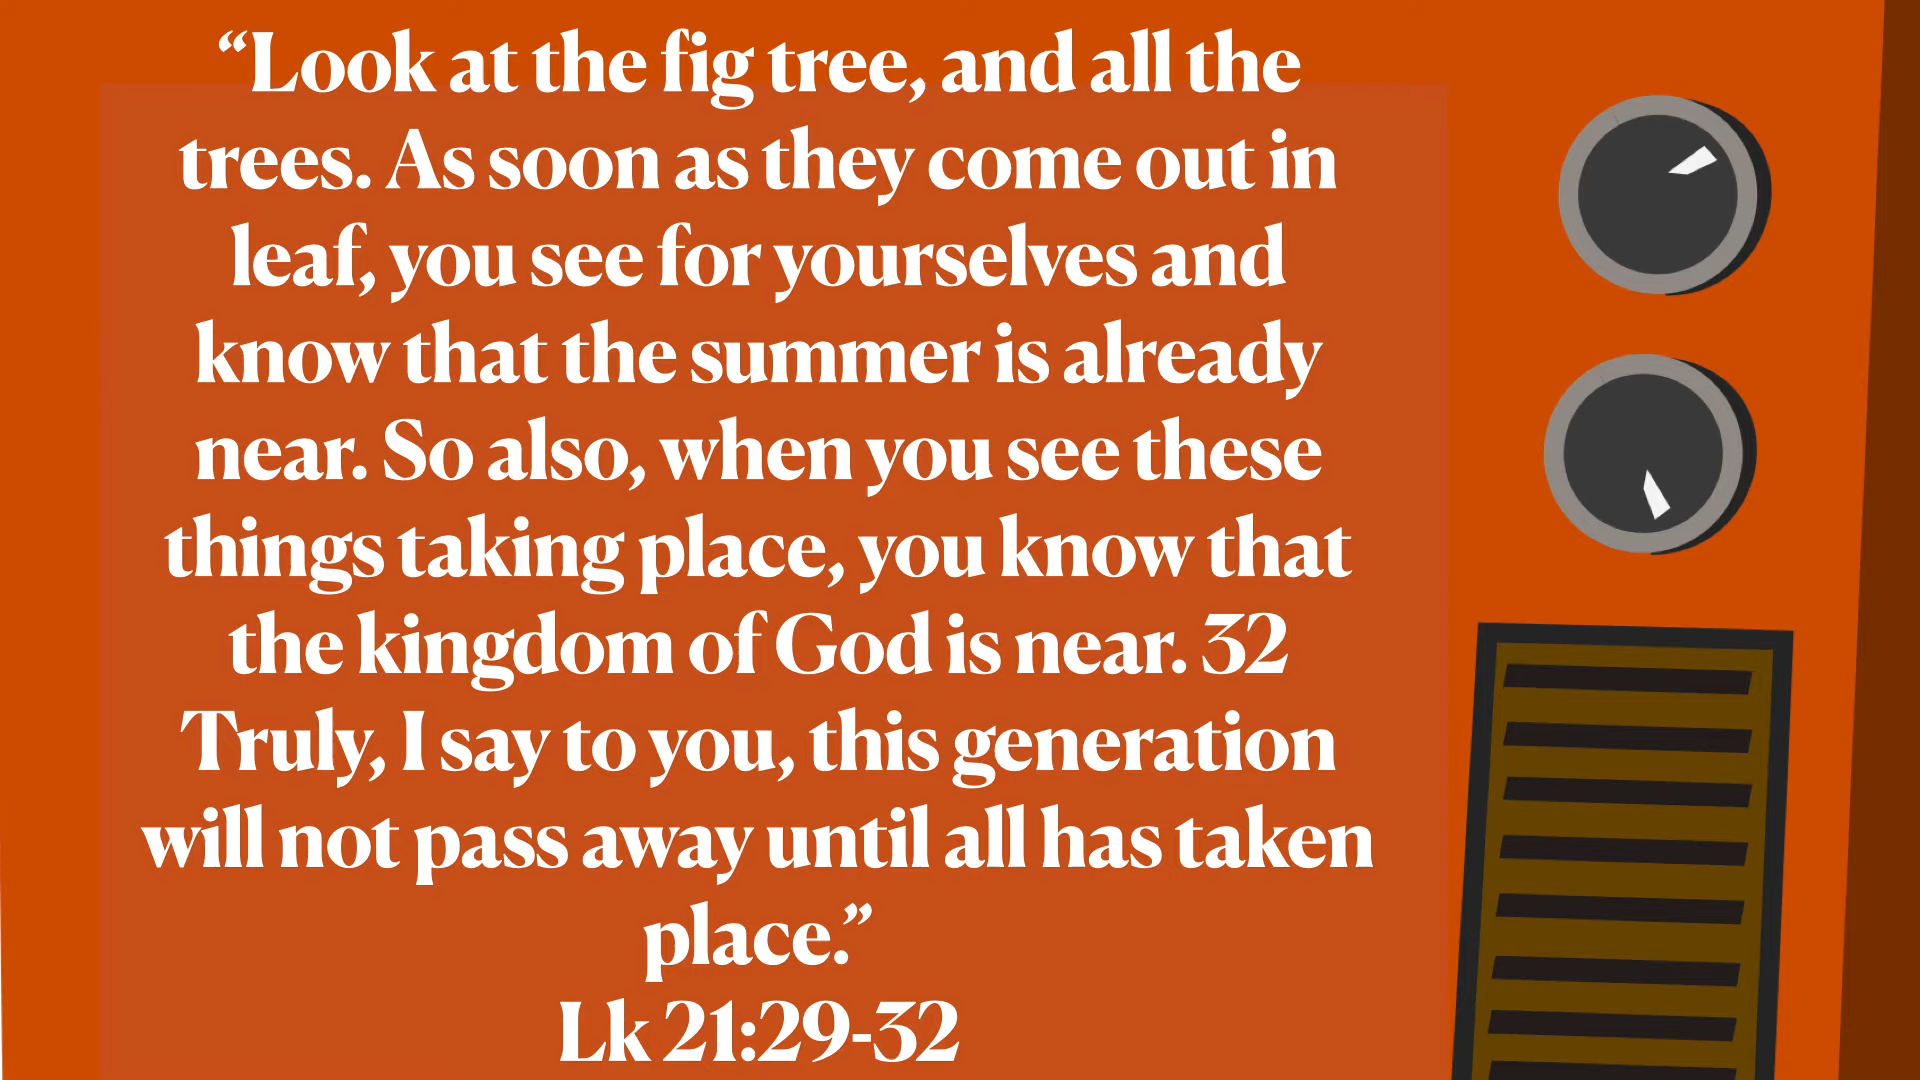 “Look at the fig tree, and all the
trees. As soon as they come out in
leaf, you see for yourselves and
know that the summer is already
near. So also, when you see these
things taking place, you know that
the kingdom of God is near. 32
Truly, I say to you, this generation
will not pass away until all has taken
place.”
Lk 21:29-32